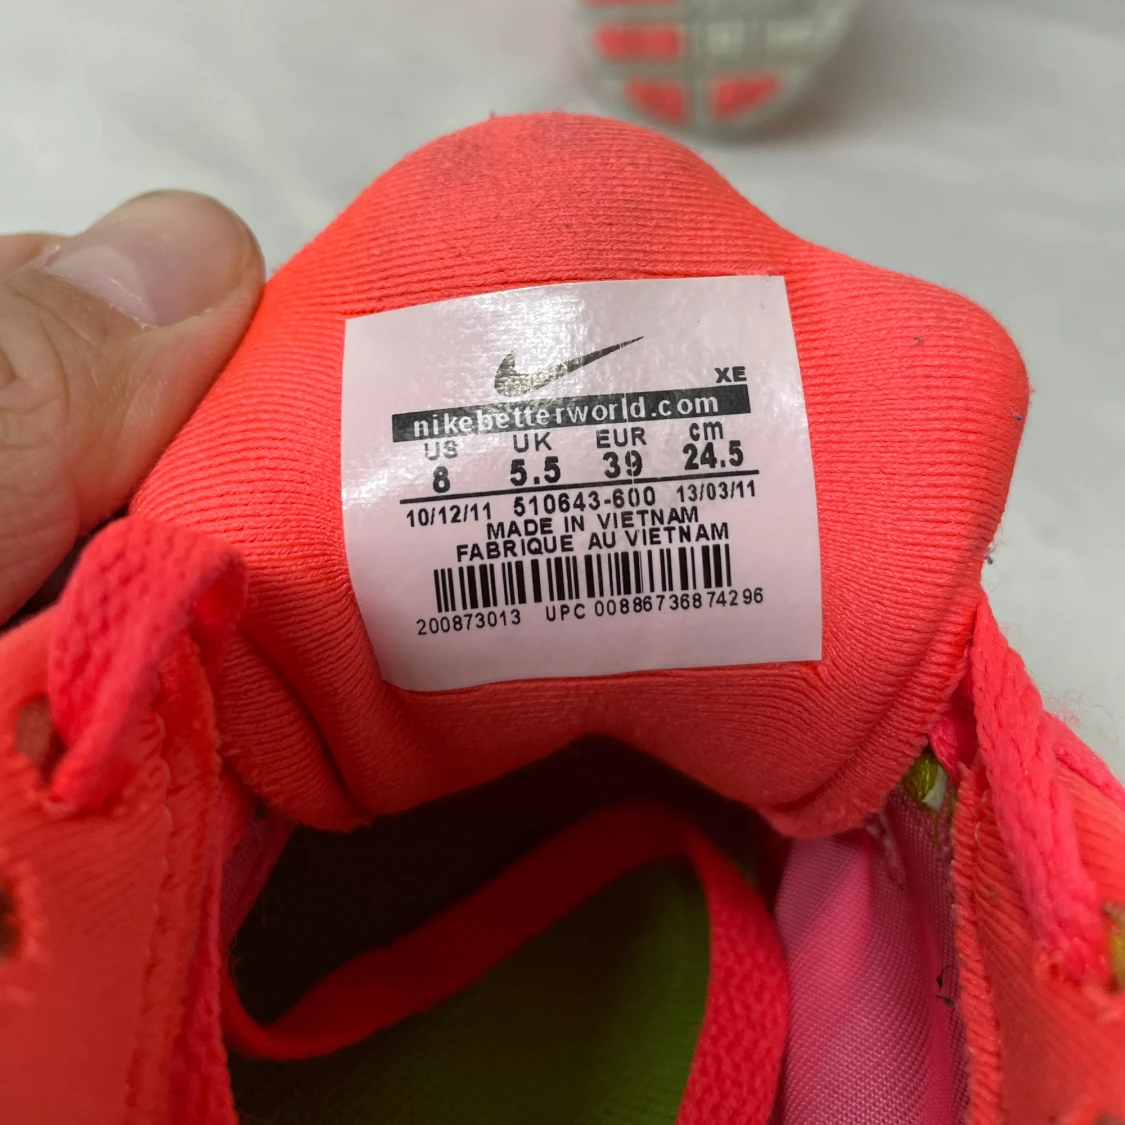 XE
nikebetterworld.com
US UK EUR cm
8 5.5 39 24.5
10/12/11 510643-600 13/03/11
MADE IN VIETNAM
FABRIQUE AU VIETNAM
200873013 UPC 00886736874296